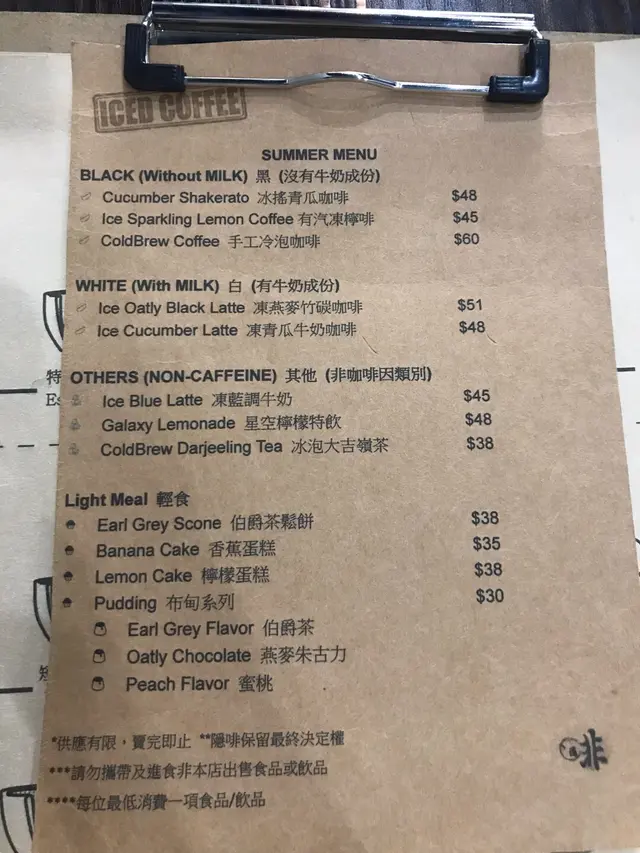 ICED COFFEE
SUMMER MENU
BLACK (Without MILK) 黑 (沒有牛奶成份)
Cucumber Shakerato 冰搖青瓜咖啡 $48
Ice Sparkling Lemon Coffee 有汽凍檸啡 $45
ColdBrew Coffee 手工冷泡咖啡 $60
WHITE (With MILK) 白 (有牛奶成份)
Ice Oatly Black Latte 凍燕麥竹碳咖啡 $51
Ice Cucumber Latte 凍青瓜牛奶咖啡 $48
特
Es
OTHERS (NON-CAFFEINE) 其他 (非咖啡因類別)
Ice Blue Latte 凍藍調牛奶 $45
Galaxy Lemonade 星空檸檬特飲 $48
ColdBrew Darjeeling Tea 冰泡大吉嶺茶 $38
Light Meal 輕食
Earl Grey Scone 伯爵茶鬆餅 $38
Banana Cake 香蕉蛋糕 $35
Lemon Cake 檸檬蛋糕 $38
Pudding 布甸系列 $30
Earl Grey Flavor 伯爵茶
Oatly Chocolate 燕麥朱古力
Peach Flavor 蜜桃
*供應有限，賣完即止 **隱啡保留最終決定權
***請勿攜帶及進食非本店出售食品或飲品
****每位最低消費一項食品/飲品
啡